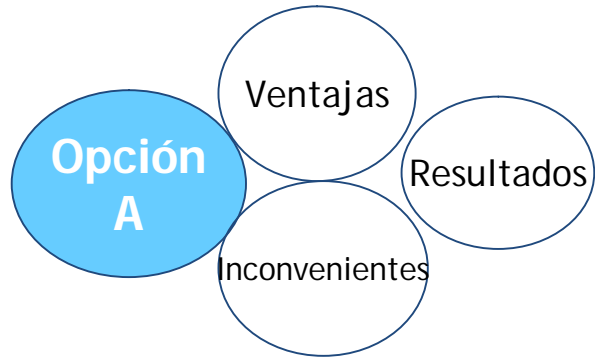 Opción
A
Ventajas
Inconvenientes
Resultados